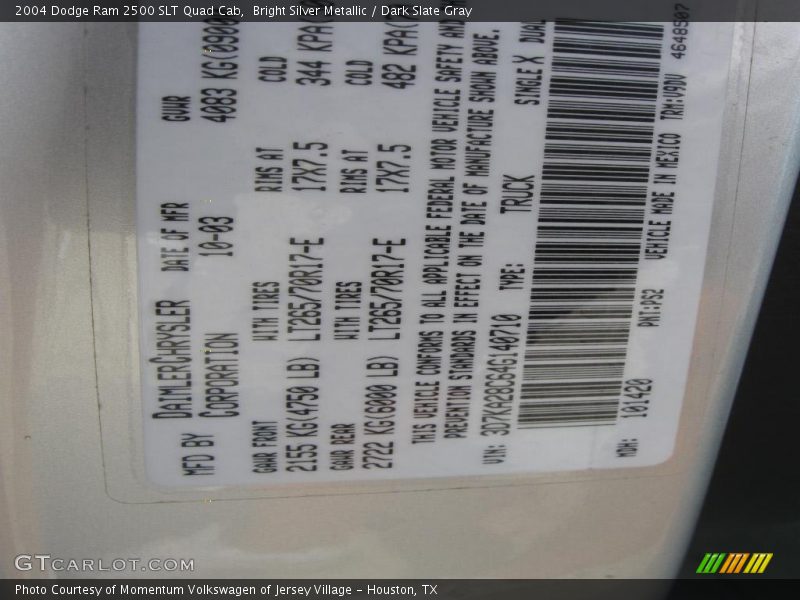 2004 Dodge Ram 2500 SLT Quad Cab,  Bright Silver Metallic / Dark Slate Gray
MFD BY DAIMLERCHRYSLER CORPORATION DATE OF MFR 10-03 GVWR 4083 KG
GAWR FRONT WITH TIRES RIMS AT COLD
2155 KG(4750 LB) LT265/70R17-E 17X7.5 344 KPA
GAWR REAR WITH TIRES RIMS AT COLD
2722 KG(6000 LB) LT265/70R17-E 17X7.5 482 KPA
THIS VEHICLE CONFORMS TO ALL APPLICABLE FEDERAL MOTOR VEHICLE SAFETY AND
PREVENTION STANDARDS IN EFFECT ON THE DATE OF MANUFACTURE SHOWN ABOVE.
VIN: 3D7KA28C64G140710 TYPE: TRUCK SINGLE X DUAL
MDH: 101420 PNT:PS2 VEHICLE MADE IN MEXICO TRM:V9DV 4648507
GTCARLOT.COM
Photo Courtesy of Momentum Volkswagen of Jersey Village - Houston, TX